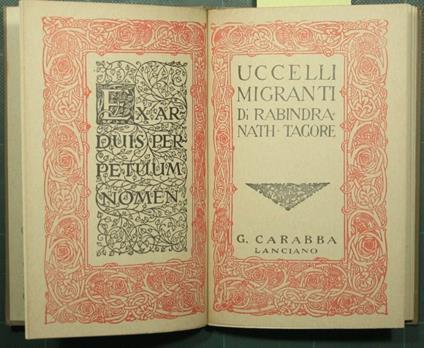 EX·AR
DUIS·PER
PETUUM
NOMEN
UCCELLI
MIGRANTI
Di RABINDRA·
NATH·TAGORE
G. CARABBA
LANCIANO